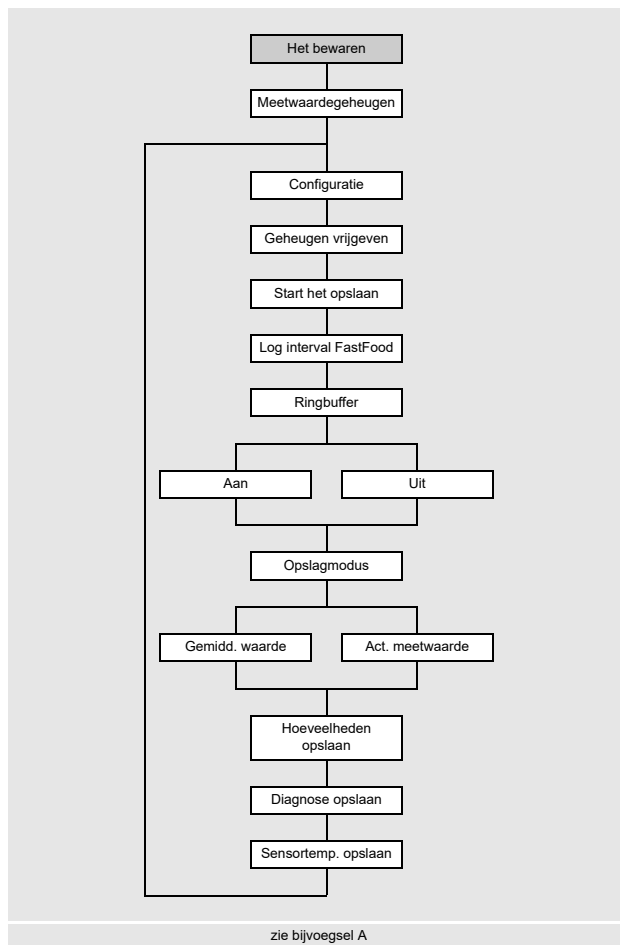 Het bewaren
Meetwaardegeheugen
Configuratie
Geheugen vrijgeven
Start het opslaan
Log interval FastFood
Ringbuffer
Aan
Uit
Opslagmodus
Gemidd. waarde
Act. meetwaarde
Hoeveelheden
opslaan
Diagnose opslaan
Sensortemp. opslaan
zie bijvoegsel A